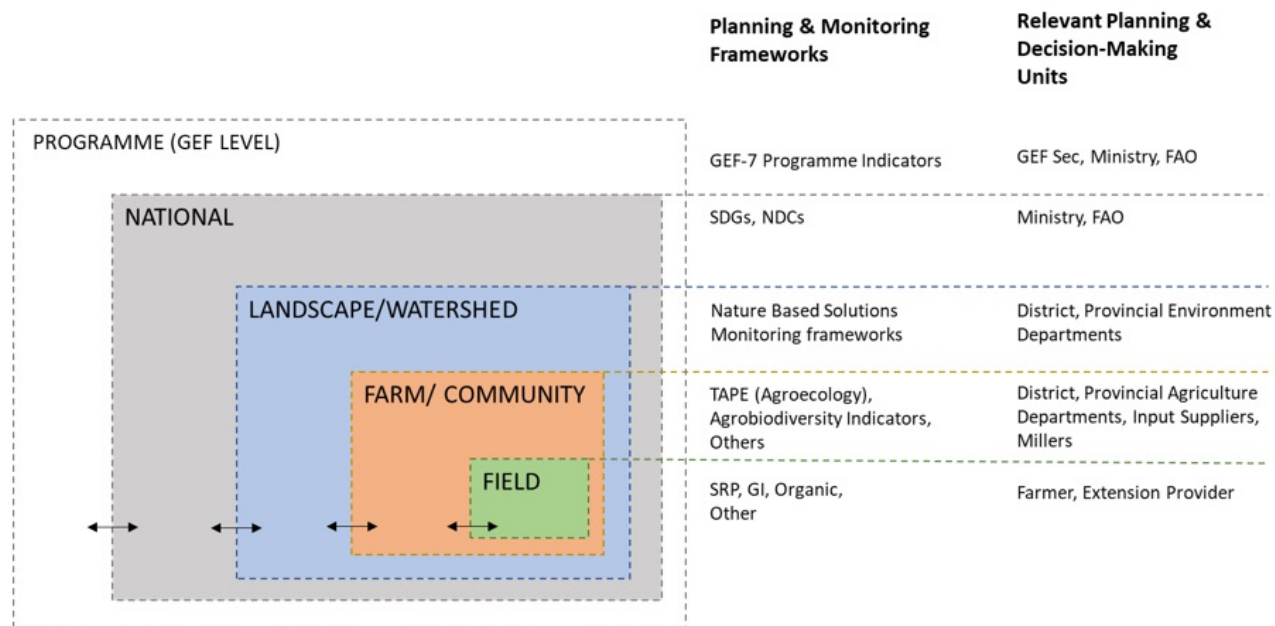 Planning & Monitoring
Frameworks
Relevant Planning &
Decision-Making
Units
PROGRAMME (GEF LEVEL)
GEF-7 Programme Indicators
GEF Sec, Ministry, FAO
NATIONAL
SDGs, NDCs
Ministry, FAO
LANDSCAPE/WATERSHED
Nature Based Solutions
Monitoring frameworks
District, Provincial Environment
Departments
FARM/ COMMUNITY
TAPE (Agroecology),
Agrobiodiversity Indicators,
Others
District, Provincial Agriculture
Departments, Input Suppliers,
Millers
FIELD
SRP, GI, Organic,
Other
Farmer, Extension Provider